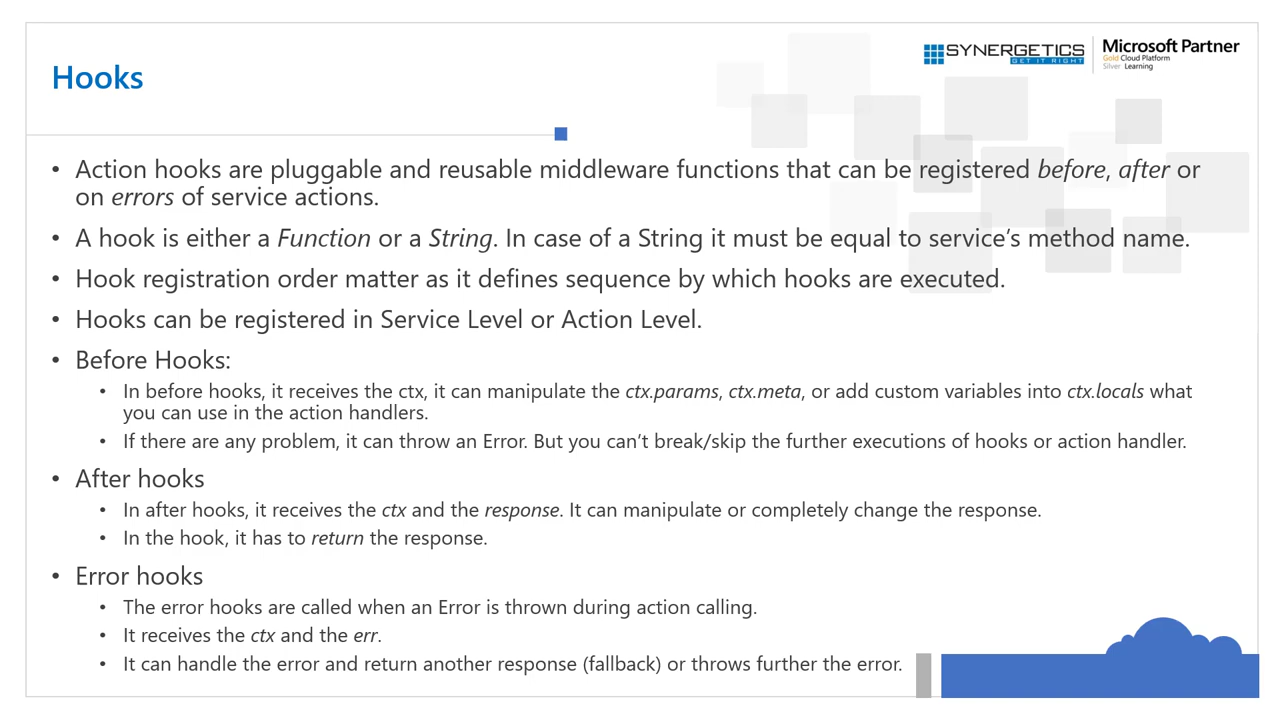 SYNERGETICS
GET IT RIGHT
Microsoft Partner
Gold Cloud Platform
Silver Learning
Hooks
• Action hooks are pluggable and reusable middleware functions that can be registered before, after or
on errors of service actions.
• A hook is either a Function or a String. In case of a String it must be equal to service's method name.
• Hook registration order matter as it defines sequence by which hooks are executed.
• Hooks can be registered in Service Level or Action Level.
• Before Hooks:
• In before hooks, it receives the ctx, it can manipulate the ctx.params, ctx.meta, or add custom variables into ctx.locals what
you can use in the action handlers.
• If there are any problem, it can throw an Error. But you can't break/skip the further executions of hooks or action handler.
• After hooks
• In after hooks, it receives the ctx and the response. It can manipulate or completely change the response.
• In the hook, it has to return the response.
• Error hooks
• The error hooks are called when an Error is thrown during action calling.
• It receives the ctx and the err.
• It can handle the error and return another response (fallback) or throws further the error.